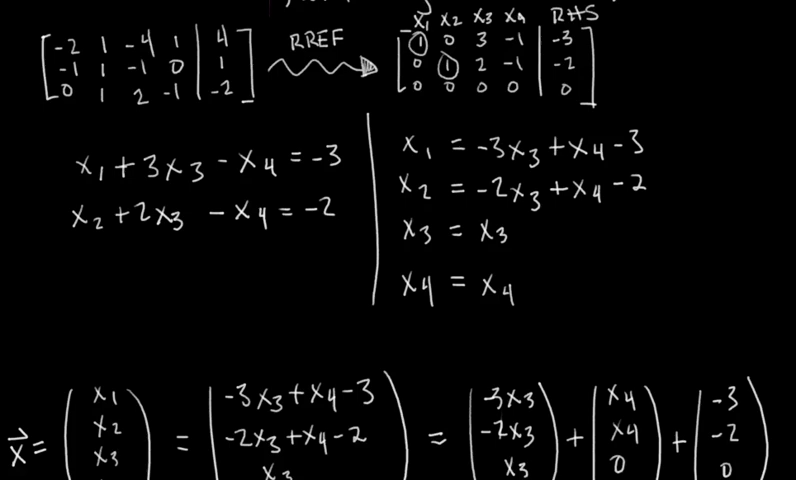 x₁ x₂ x₃ x₄ RHS
[ -2 1 -4 1 | 4 ] RREF [ 1 0 3 -1 | -3 ]
[ -1 1 -1 0 | 1 ] [ 0 1 2 -1 | -2 ]
[ 0 1 2 -1 | -2 ] [ 0 0 0 0 | 0 ]
x₁ + 3x₃ - x₄ = -3
x₂ + 2x₃ - x₄ = -2
x₁ = -3x₃ + x₄ - 3
x₂ = -2x₃ + x₄ - 2
x₃ = x₃
x₄ = x₄
( x₁ ( -3x₃ + x₄ - 3 ( -3x₃ ( x₄ ( -3
x⃗ = x₂ ) = -2x₃ + x₄ - 2 ) = -2x₃ ) + x₄ ) + -2 )
x₃ x₃ x₃ 0 0